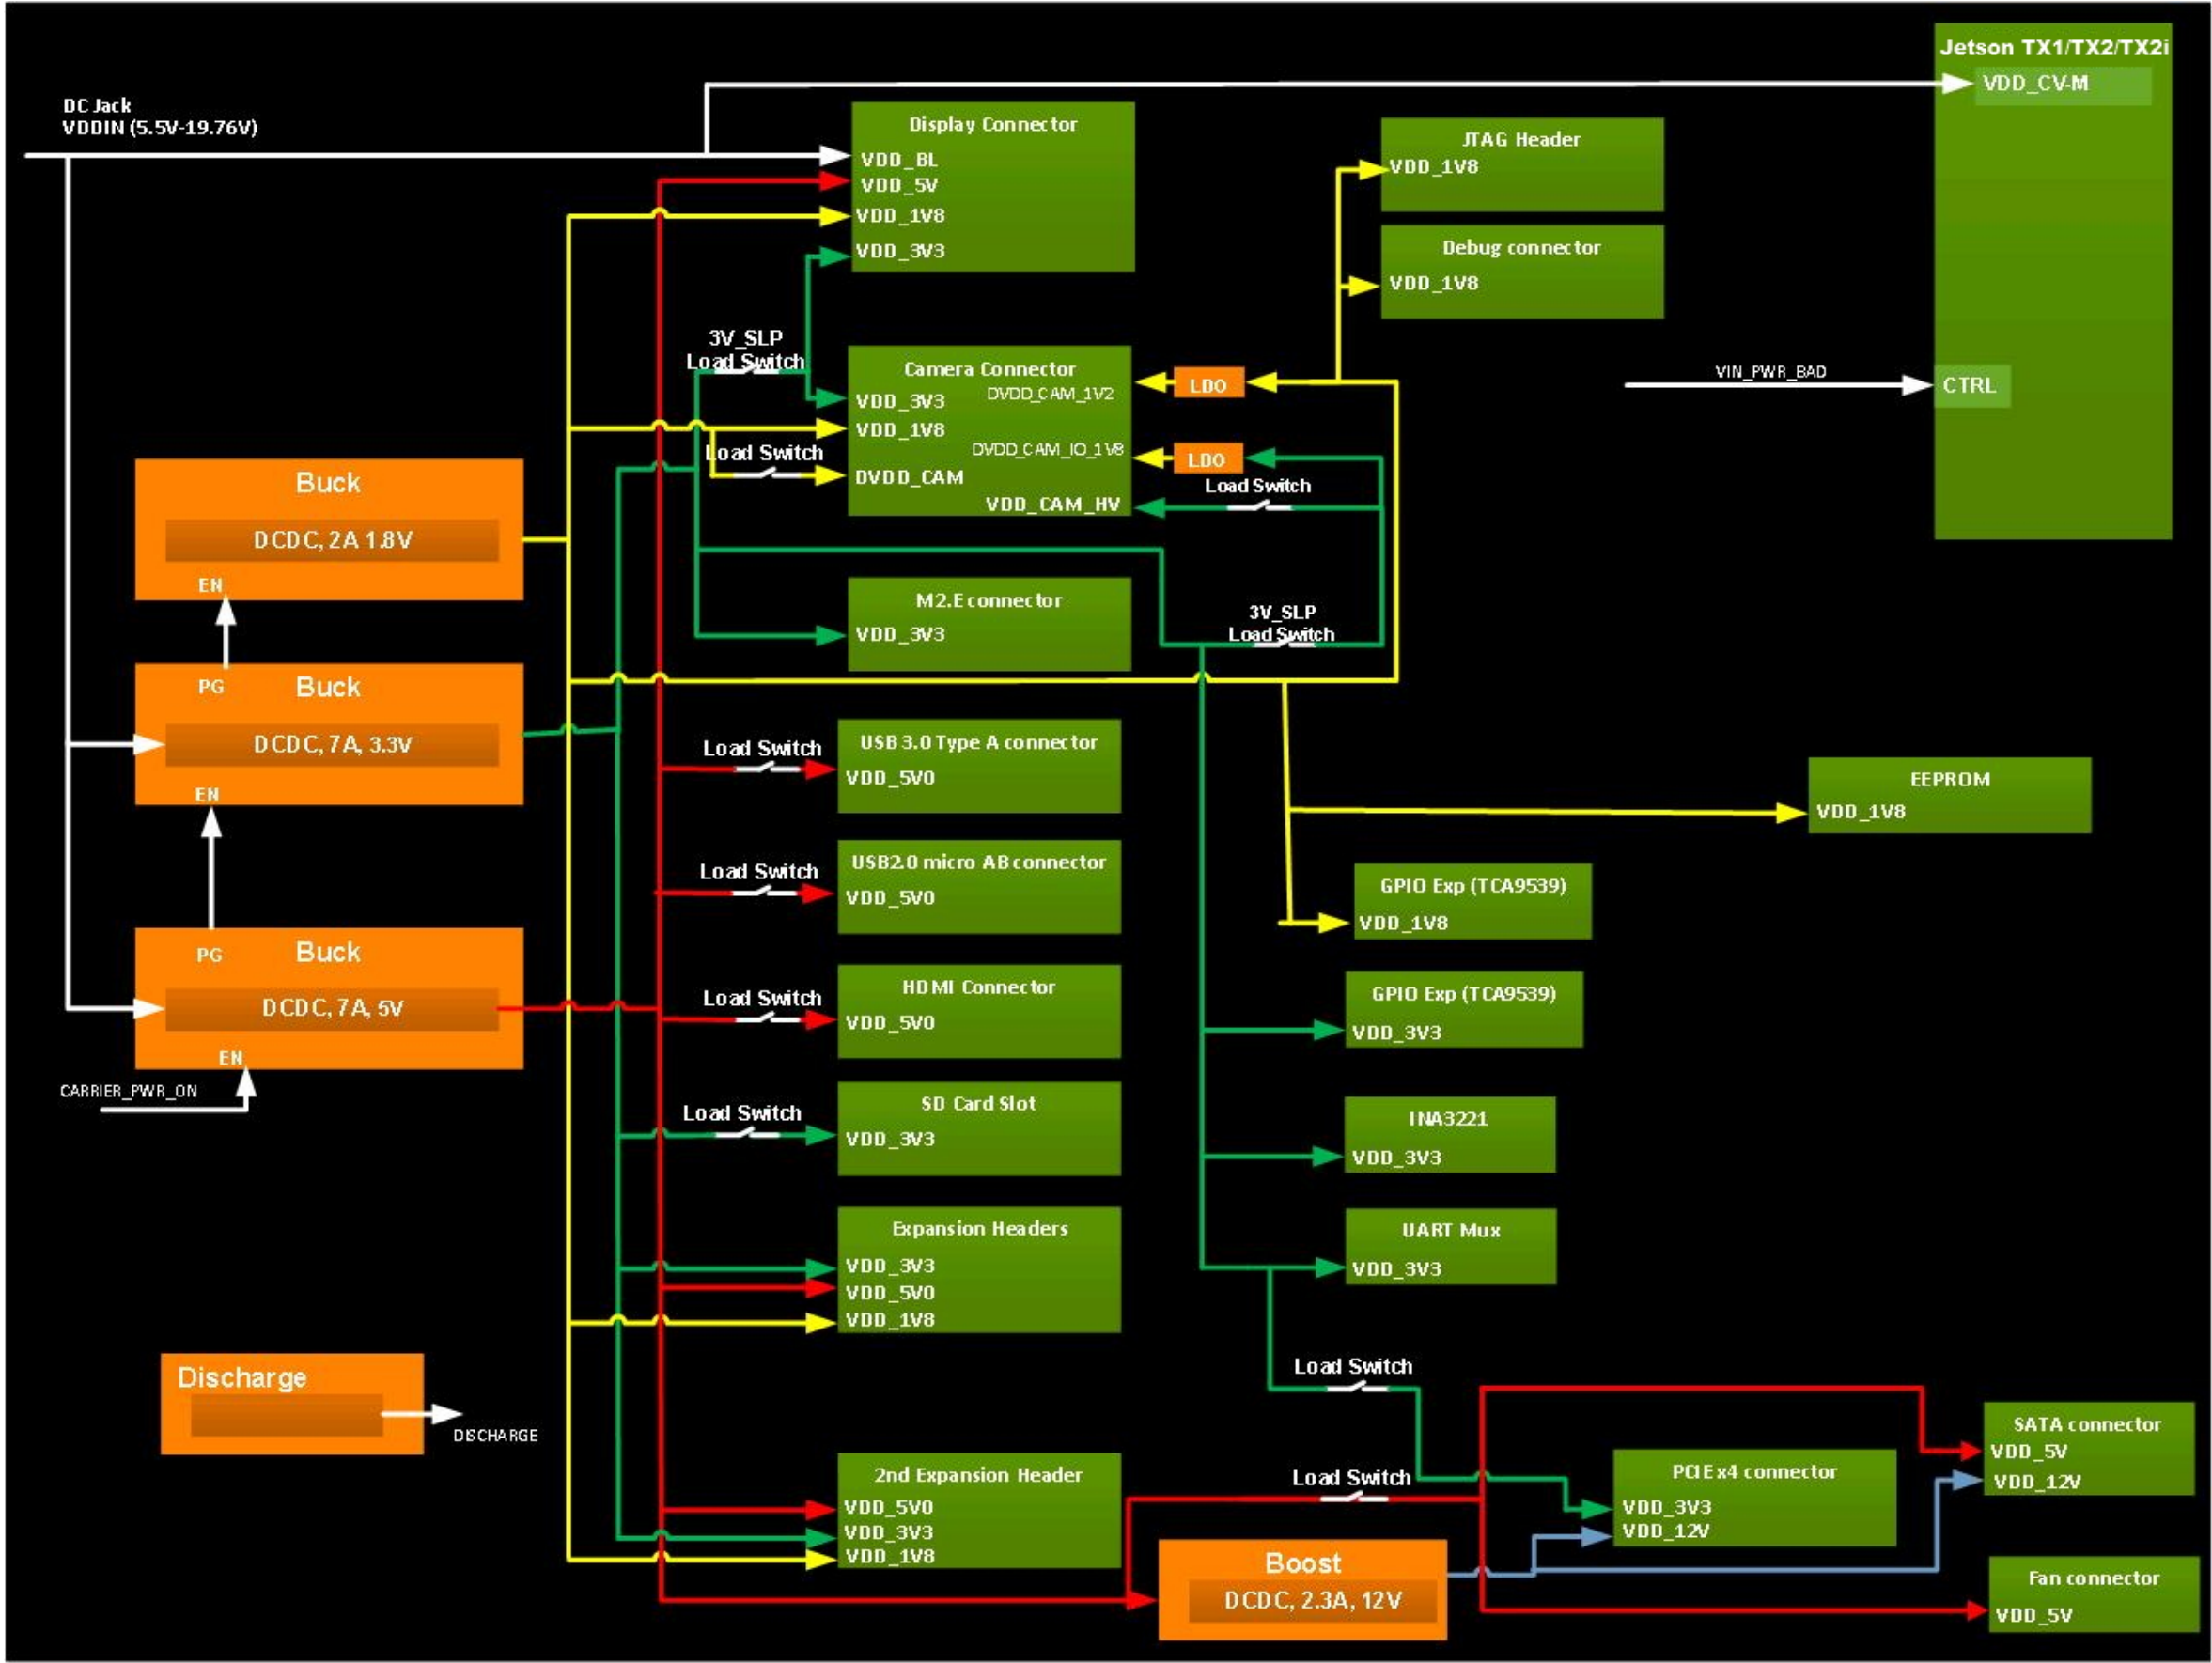 Jetson TX1/TX2/TX2i
VDD_CV-M
CTRL
VIN_PWR_BAD
DC Jack
VDDIN (5.5V-19.76V)
Display Connector
VDD_BL
VDD_5V
VDD_1V8
VDD_3V3
JTAG Header
VDD_1V8
Debug connector
VDD_1V8
3V_SLP
Load Switch
Camera Connector
DVDD_CAM_1V2
VDD_3V3
VDD_1V8
DVDD_CAM_IO_1V8
DVDD_CAM
VDD_CAM_HV
Load Switch
LDO
LDO
Load Switch
Buck
DCDC, 2A 1.8V
EN
M2.E connector
VDD_3V3
3V_SLP
Load Switch
PG
Buck
DCDC, 7A, 3.3V
EN
Load Switch
USB 3.0 Type A connector
VDD_5V0
EEPROM
VDD_1V8
Load Switch
USB2.0 micro AB connector
VDD_5V0
GPIO Exp (TCA9539)
VDD_1V8
PG
Buck
DCDC, 7A, 5V
EN
CARRIER_PWR_ON
Load Switch
HDMI Connector
VDD_5V0
GPIO Exp (TCA9539)
VDD_3V3
Load Switch
SD Card Slot
VDD_3V3
INA3221
VDD_3V3
Expansion Headers
VDD_3V3
VDD_5V0
VDD_1V8
UART Mux
VDD_3V3
Discharge
DISCHARGE
Load Switch
2nd Expansion Header
VDD_5V0
VDD_3V3
VDD_1V8
Load Switch
PCIE x4 connector
VDD_3V3
VDD_12V
SATA connector
VDD_5V
VDD_12V
Boost
DCDC, 2.3A, 12V
Fan connector
VDD_5V